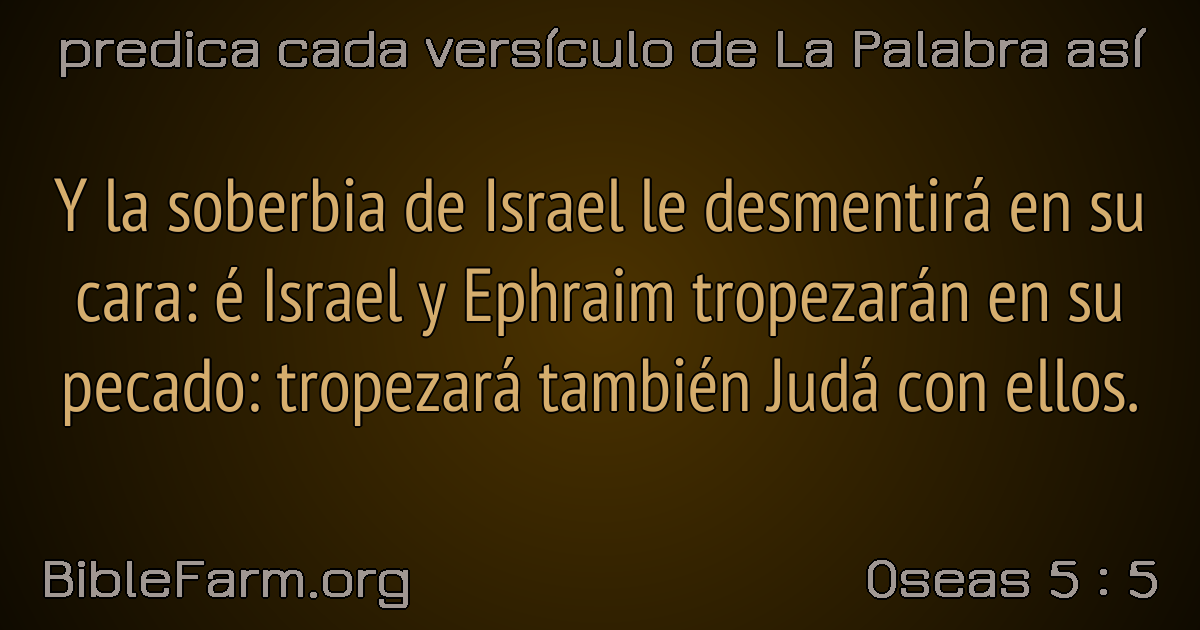 predica cada versículo de La Palabra así
Y la soberbia de Israel le desmentirá en su
cara: é Israel y Ephraim tropezarán en su
pecado: tropezará también Judá con ellos.
BibleFarm.org
Oseas 5 : 5